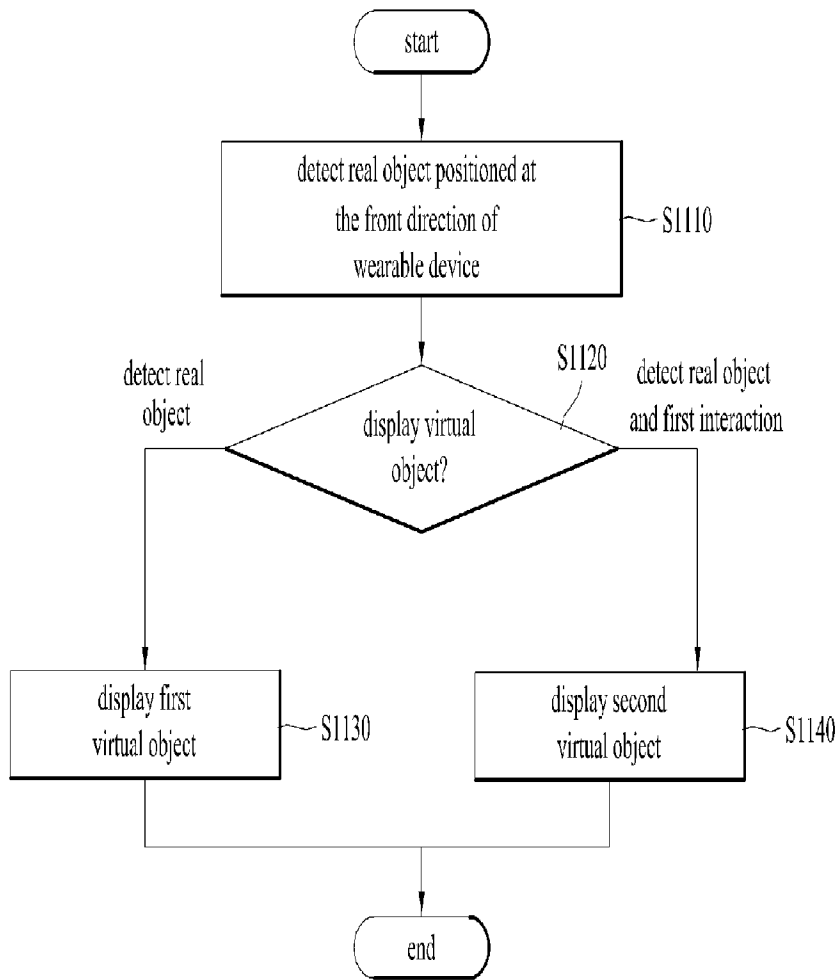 start
detect real object positioned at
the front direction of
wearable device
S1110
detect real
object
S1120
detect real object
and first interaction
display virtual
object?
display first
virtual object
S1130
display second
virtual object
S1140
end